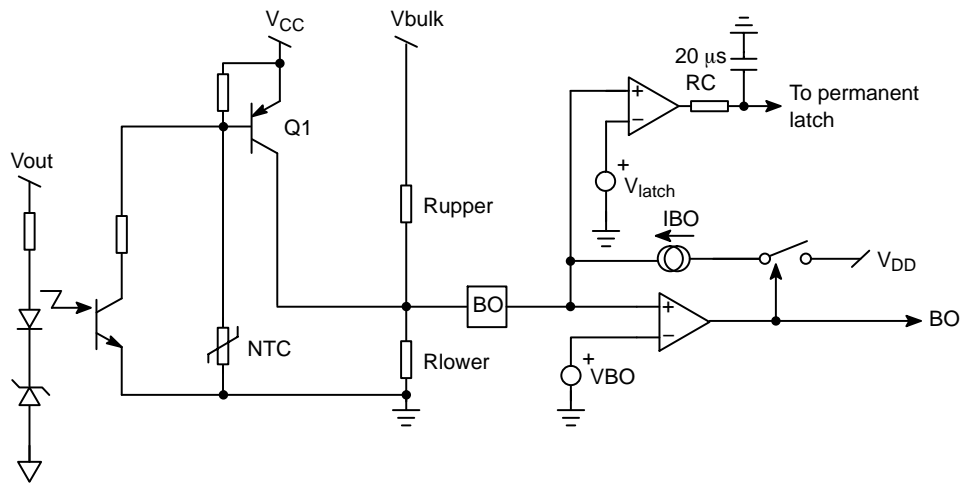 VCC
Vbulk
20 μs
RC
To permanent
latch
Q1
Vout
+
−
+
Vlatch
Rupper
IBO
VDD
BO
+
−
BO
NTC
Rlower
+
VBO